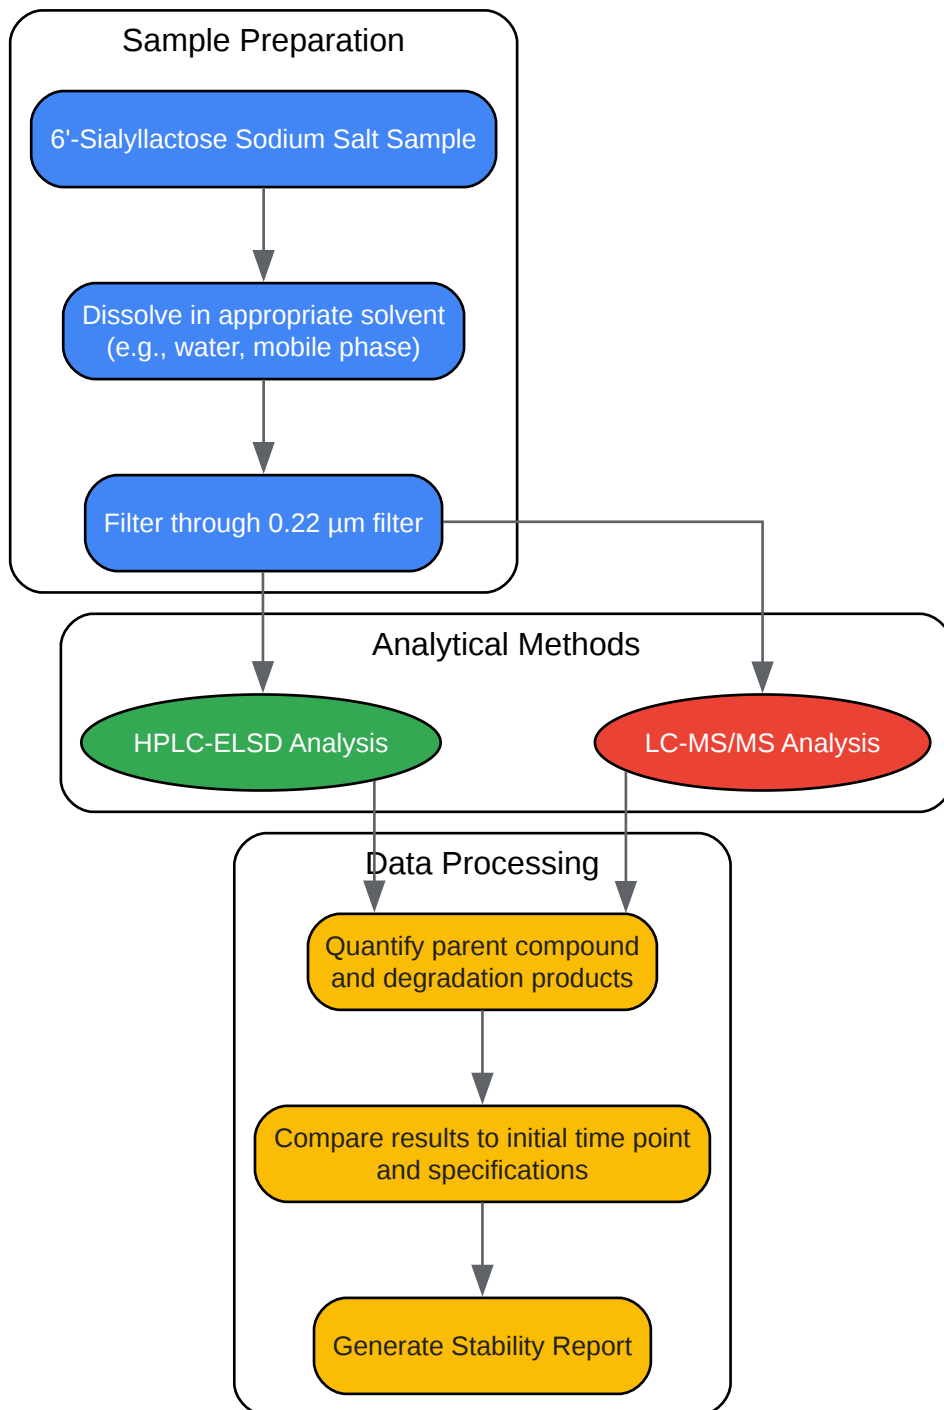 Sample Preparation
6'-Sialyllactose Sodium Salt Sample
Dissolve in appropriate solvent
(e.g., water, mobile phase)
Filter through 0.22 µm filter
Analytical Methods
HPLC-ELSD Analysis
LC-MS/MS Analysis
Data Processing
Quantify parent compound
and degradation products
Compare results to initial time point
and specifications
Generate Stability Report